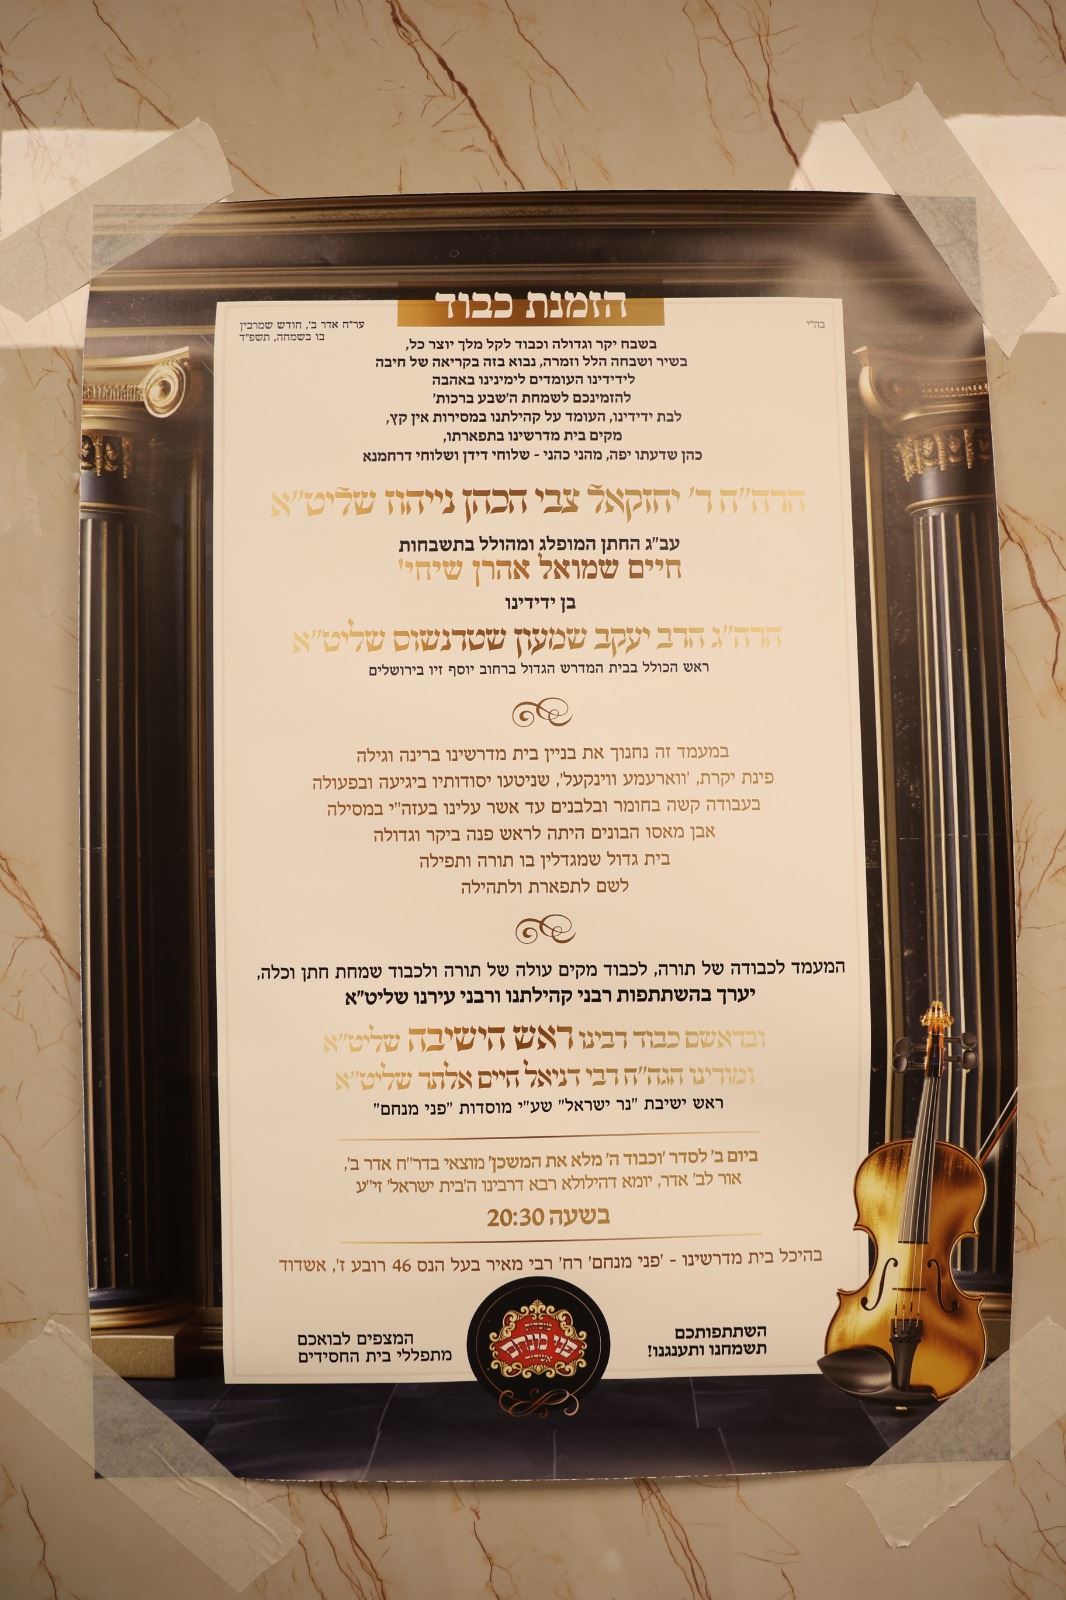 הזמנת כבוד
בה"י
ער"ח אדר ב', חודש שמרבין
בו בשמחה, תשפ"ד
בשבח יקר וגדולה וכבוד לקל מלך יוצר כל,
בשיר ושבחה הלל וזמרה, נבוא בזה בקריאה של חיבה
לידידינו העומדים לימינינו באהבה
להזמינכם לשמחת ה'שבע ברכות'
לבת ידידינו, העומד על קהילתנו במסירות אין קץ,
מקים בית מדרשינו בתפארתו,
כהן שדעתו יפה, מהני כהני - שלוחי דידן ושלוחי דרחמנא
הרה"ח ר' יחזקאל צבי הכהן נייהוז שליט"א
עב"ג החתן המופלג ומהולל בתשבחות
חיים שמואל אהרן שיחי'
בן ידידינו
הרה"ג הרב יעקב שמעון שטדנשוס שליט"א
ראש הכולל בבית המדרש הגדול ברחוב יוסף זיו בירושלים
במעמד זה נחנוך את בניין בית מדרשינו ברינה וגילה
פינת יקרת, 'ווארעמע ווינקעל', שניטעו יסודותיו ביגיעה ובפעולה
בעבודה קשה בחומר ובלבנים עד אשר עלינו בעזה"י במסילה
אבן מאסו הבונים היתה לראש פנה ביקר וגדולה
בית גדול שמגדלין בו תורה ותפילה
לשם לתפארת ולתהילה
המעמד לכבודה של תורה, לכבוד מקים עולה של תורה ולכבוד שמחת חתן וכלה,
יערך בהשתתפות רבני קהילתנו ורבני עירנו שליט"א
ובראשם כבוד רבינו ראש הישיבה שליט"א
ומורינו הגה"ח רבי דניאל חיים אלתר שליט"א
ראש ישיבת "נר ישראל" שע"י מוסדות "פני מנחם"
ביום ב' לסדר 'וכבוד ה' מלא את המשכן' מוצאי בדר"ח אדר ב',
אור לב' אדר, יומא דהילולא רבא דרבינו ה'בית ישראל' זי"ע
בשעה 20:30
בהיכל בית מדרשינו - 'פני מנחם' רח' רבי מאיר בעל הנס 46 רובע ז', אשדוד
השתתפותכם
תשמחנו ותענגנו!
מוסדות
פני מנחם
אשדוד
המצפים לבואכם
מתפללי בית החסידים